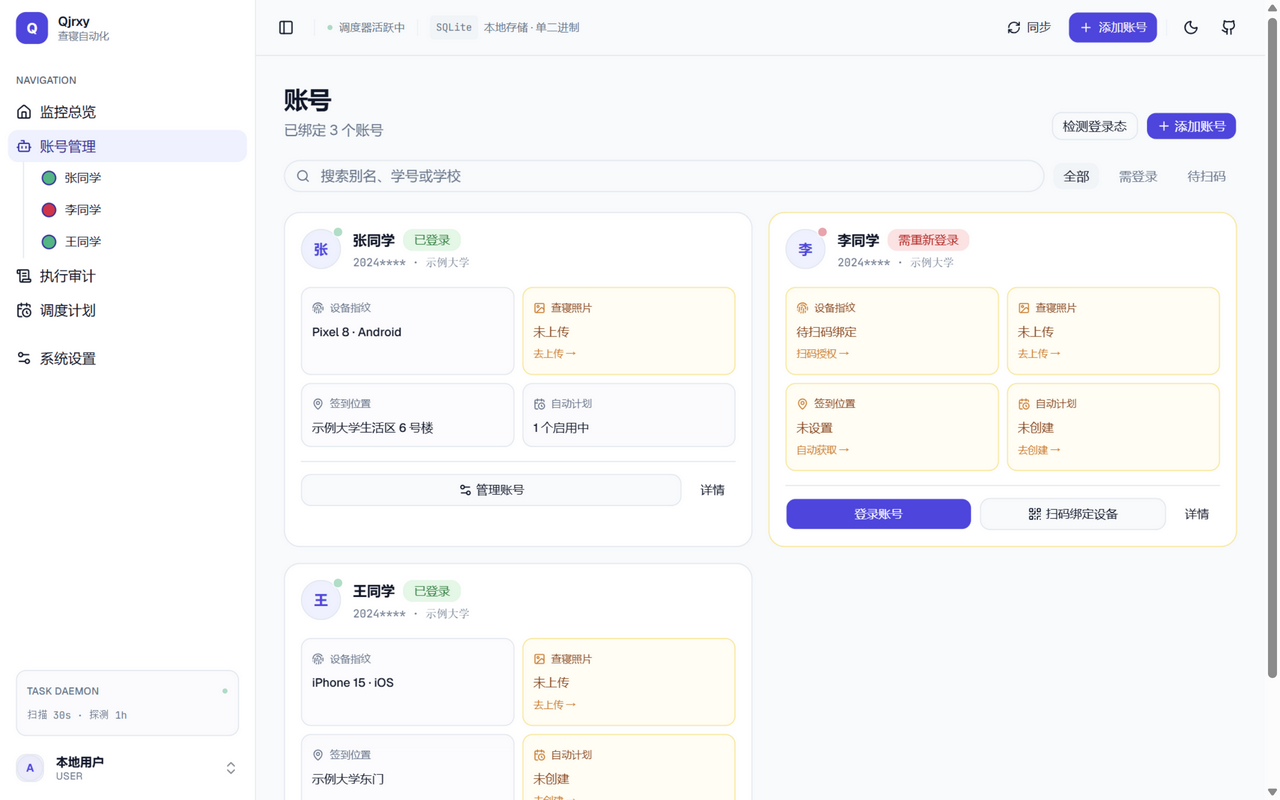 Q
Qjrxy
查寝自动化
NAVIGATION
监控总览
账号管理
张同学
李同学
王同学
执行审计
调度计划
系统设置
TASK DAEMON
扫描 30s · 探测 1h
A
本地用户
USER
调度器活跃中
SQLite 本地存储 · 单二进制
同步
+ 添加账号
账号
已绑定 3 个账号
检测登录态
+ 添加账号
搜索别名、学号或学校
全部
需登录
待扫码
张
张同学 已登录
2024**** · 示例大学
设备指纹
Pixel 8 · Android
查寝照片
未上传
去上传 →
签到位置
示例大学生活区 6 号楼
自动计划
1 个启用中
管理账号
详情
李
李同学 需重新登录
2024**** · 示例大学
设备指纹
待扫码绑定
扫码授权 →
查寝照片
未上传
去上传 →
签到位置
未设置
自动获取 →
自动计划
未创建
去创建 →
登录账号
扫码绑定设备
详情
王
王同学 已登录
2024**** · 示例大学
设备指纹
iPhone 15 · iOS
查寝照片
未上传
去上传 →
签到位置
示例大学东门
自动计划
未创建
去创建 →